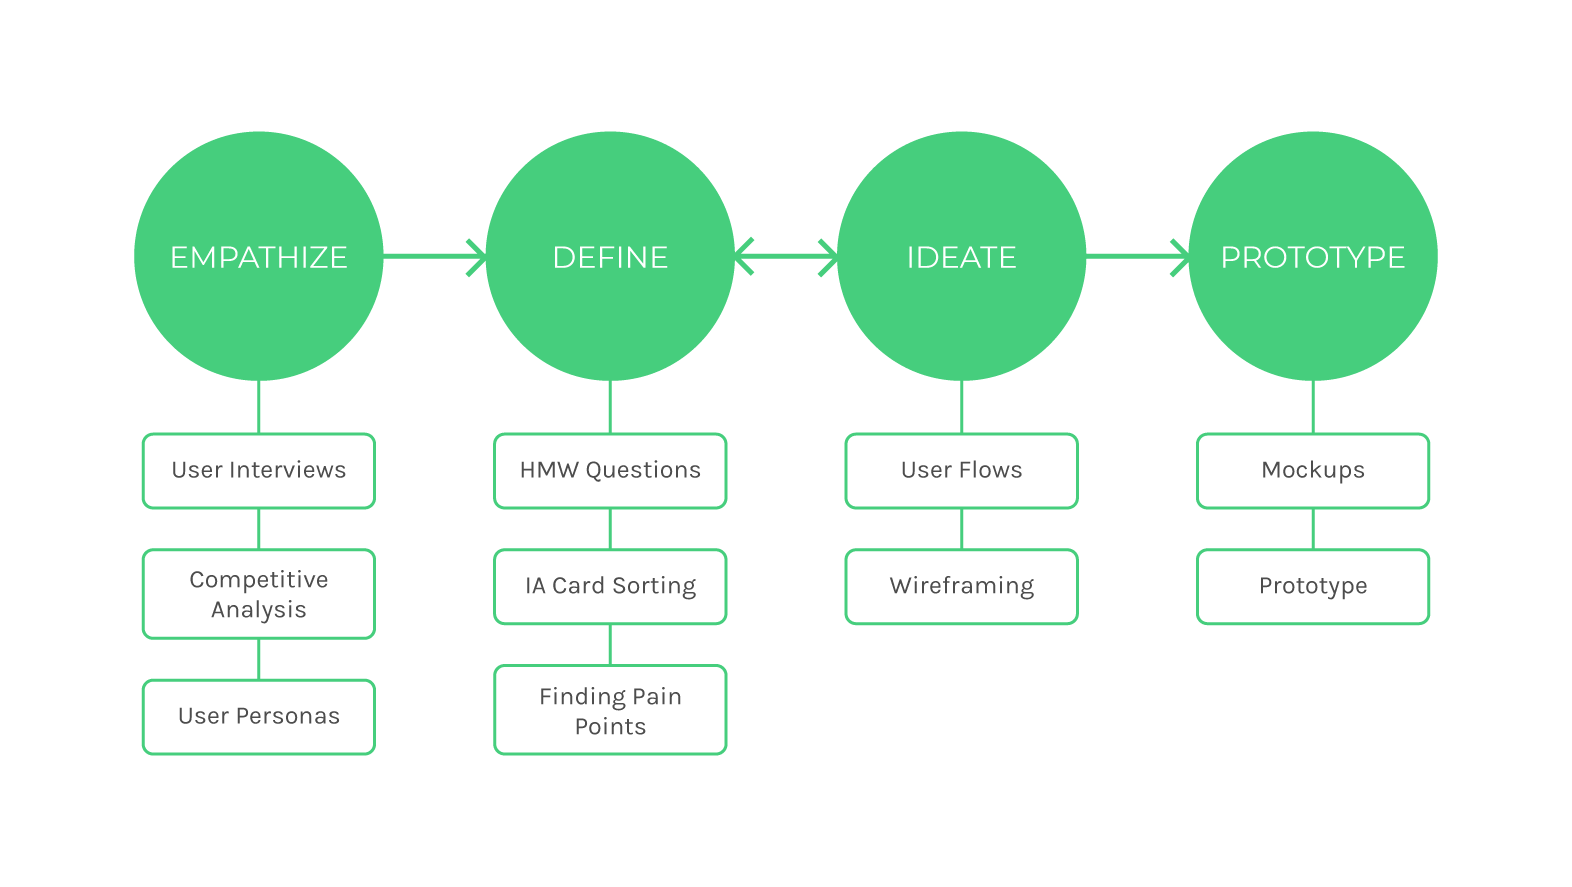 EMPATHIZE
DEFINE
IDEATE
PROTOTYPE
User Interviews
Competitive
Analysis
User Personas
HMW Questions
IA Card Sorting
Finding Pain
Points
User Flows
Wireframing
Mockups
Prototype